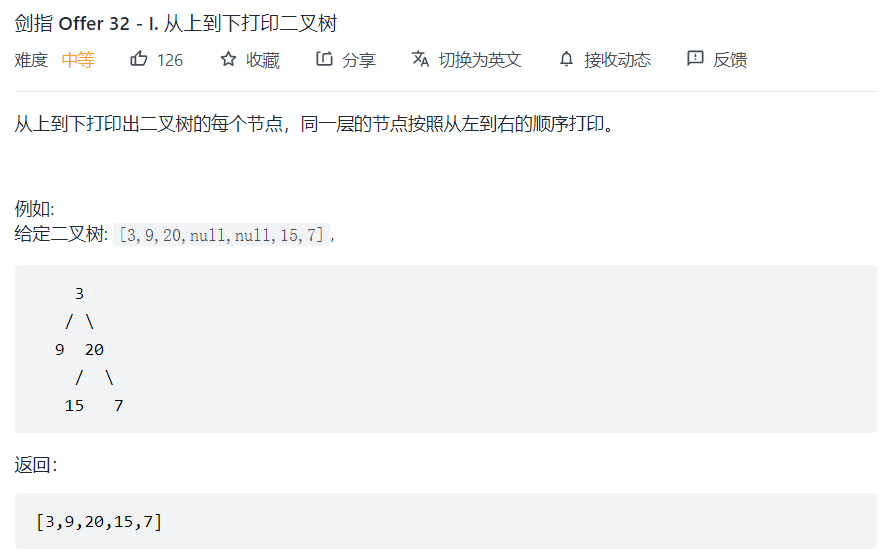 剑指 Offer 32 - I. 从上到下打印二叉树
难度 中等 126 收藏 分享 切换为英文 接收动态 反馈
从上到下打印出二叉树的每个节点，同一层的节点按照从左到右的顺序打印。
例如:
给定二叉树: [3,9,20,null,null,15,7],
3
/ \
9 20
/ \
15 7
返回：
[3,9,20,15,7]